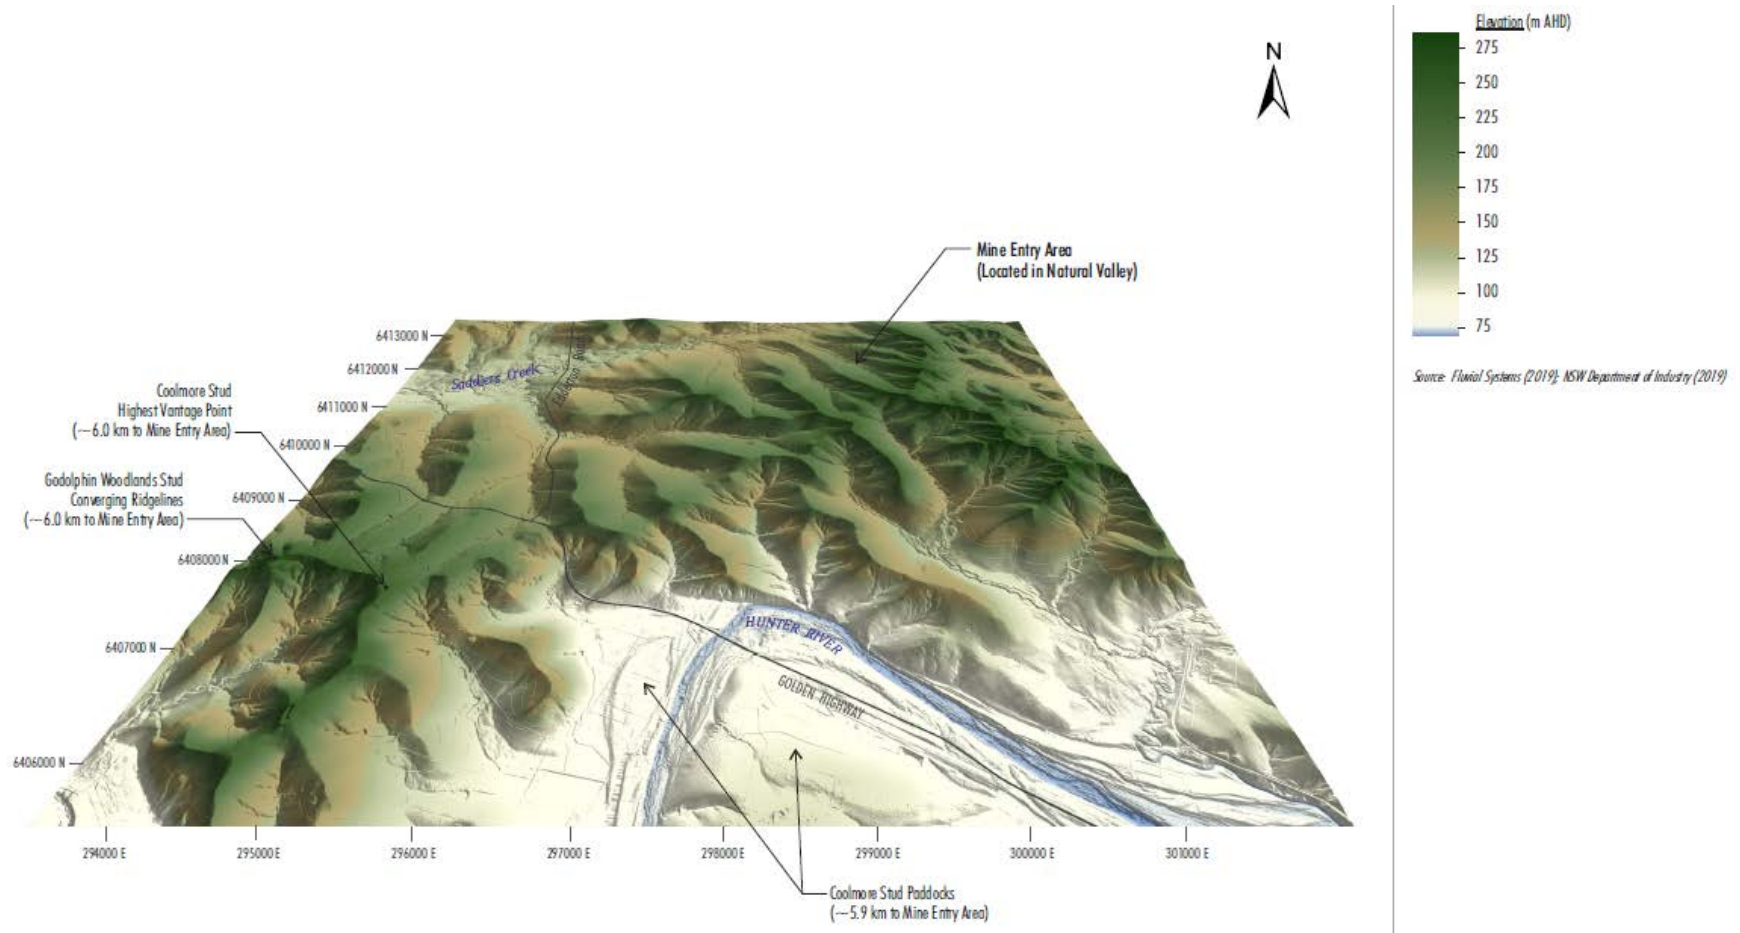 Elevation (m AHD)
275
250
225
200
175
150
125
100
75
Source: Fluvial Systems (2019); NSW Department of Industry (2019)
N
Mine Entry Area
(Located in Natural Valley)
6413000 N
6412000 N
6411000 N
6410000 N
6409000 N
6408000 N
6407000 N
6406000 N
Saddlers Creek
Edderton Road
Coolmore Stud
Highest Vantage Point
(~6.0 km to Mine Entry Area)
Godolphin Woodlands Stud
Converging Ridgelines
(~6.0 km to Mine Entry Area)
HUNTER RIVER
GOLDEN HIGHWAY
294000 E
295000 E
296000 E
297000 E
298000 E
299000 E
300000 E
301000 E
Coolmore Stud Paddocks
(~5.9 km to Mine Entry Area)